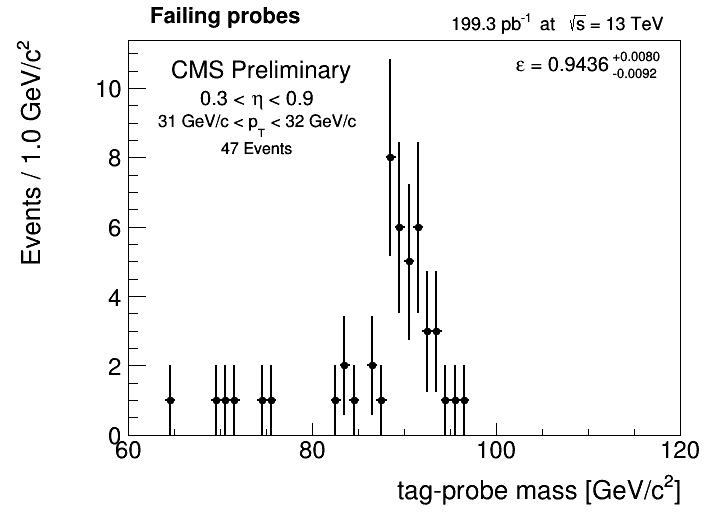 Failing probes
199.3 pb⁻¹ at √s = 13 TeV
CMS Preliminary
0.3 < η < 0.9
31 GeV/c < p_T < 32 GeV/c
47 Events
ε = 0.9436 +0.0080 -0.0092
Events / 1.0 GeV/c²
10
8
6
4
2
0
60 80 100 120
tag-probe mass [GeV/c²]